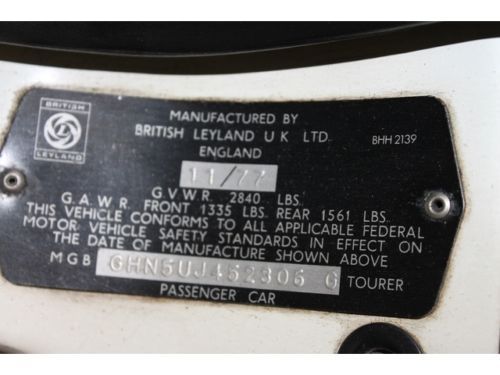 BRITISH
LEYLAND
MANUFACTURED BY
BRITISH LEYLAND U K LTD.
BHH 2139
ENGLAND
11/77
G.V.W.R. 2840 LBS.
G.A.W.R. FRONT 1335 LBS. REAR 1561 LBS.
THIS VEHICLE CONFORMS TO ALL APPLICABLE FEDERAL
MOTOR VEHICLE SAFETY STANDARDS IN EFFECT ON
THE DATE OF MANUFACTURE SHOWN ABOVE
MGB GHN5UJ452306 G TOURER
PASSENGER CAR